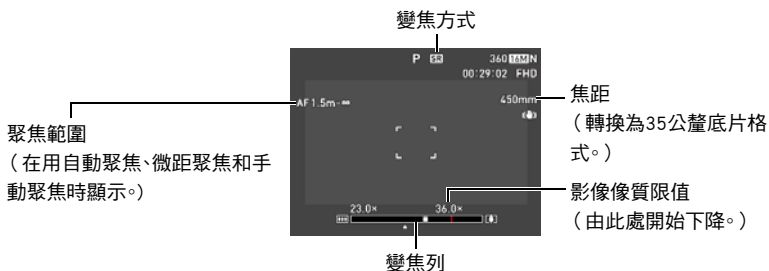 變焦方式
P SR 360 16M N
00:29:02 FHD
AF 1.5m-∞
450mm
焦距
（轉換為35公釐底片格
式。）
聚焦範圍
（在用自動聚焦、微距聚焦和手
動聚焦時顯示。）
23.0× 36.0×
影像像質限值
（由此處開始下降。）
變焦列